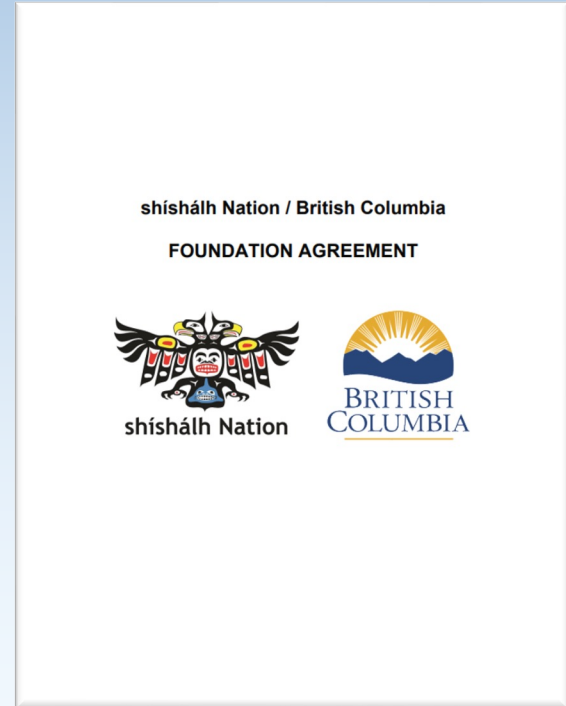 shíshálh Nation / British Columbia
FOUNDATION AGREEMENT
shíshálh Nation
BRITISH
COLUMBIA